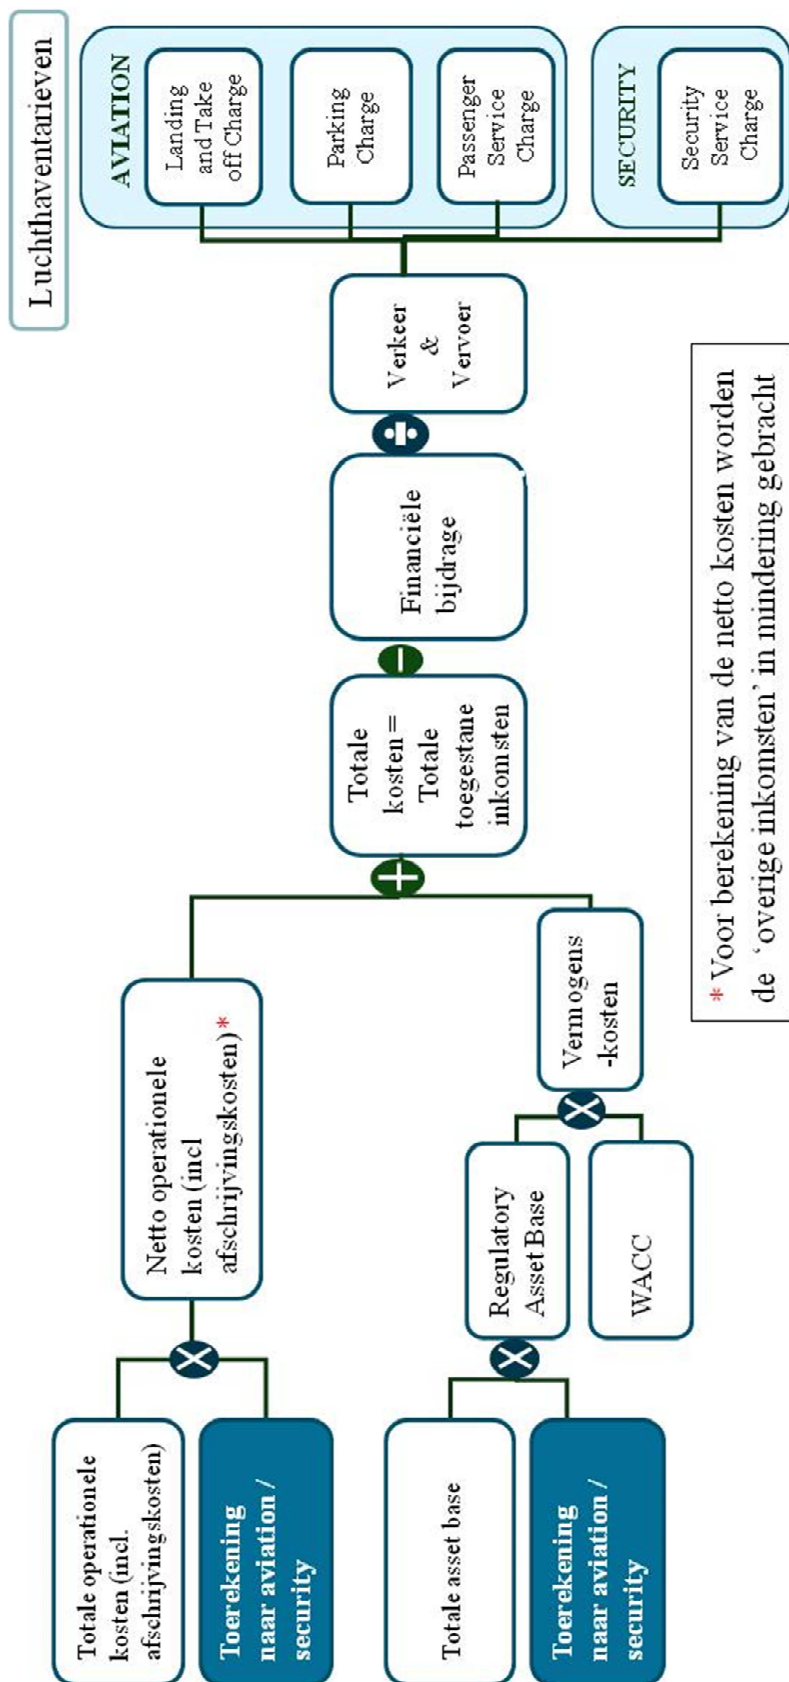 Luchthaventarieven
Totale operationele
kosten (incl.
afschrijvingskosten)
Toerekening
naar aviation /
security
Totale asset base
Toerekening
naar aviation /
security
Netto operationele
kosten (incl
afschrijvingskosten)*
Regulatory
Asset Base
WACC
Vermogens
-kosten
Totale
kosten =
Totale
toegestane
inkomsten
Financiële
bijdrage
Verkeer
&
Vervoer
AVIATION
Landing
and Take
off Charge
Parking
Charge
Passenger
Service
Charge
SECURITY
Security
Service
Charge
* Voor berekening van de netto kosten worden
de ‘overige inkomsten’ in mindering gebracht